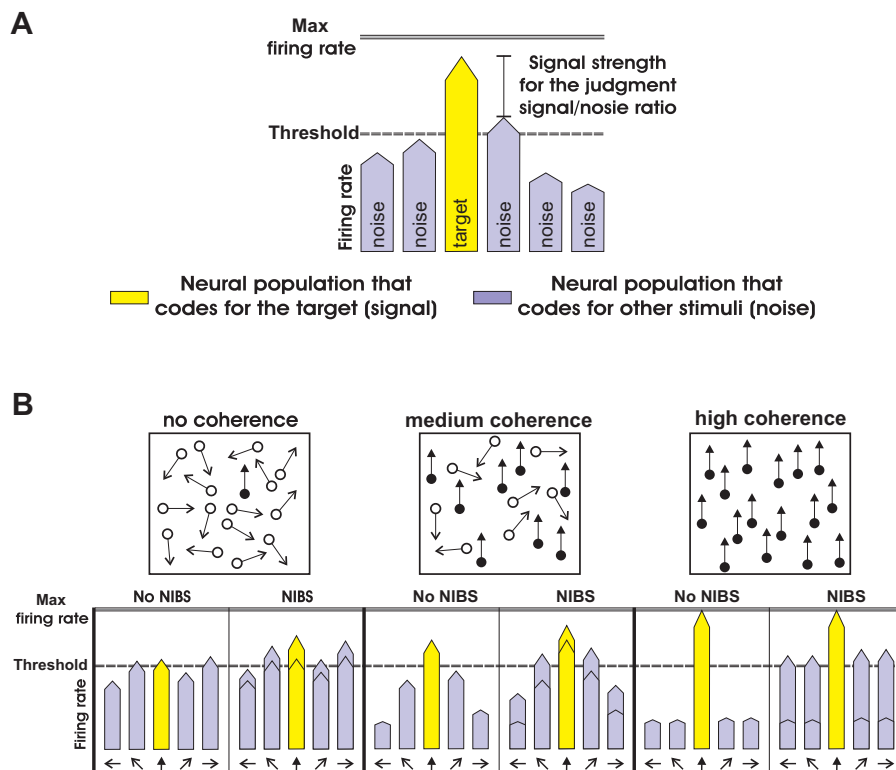 A
Max
firing rate
Signal strength
for the judgment
signal/nosie ratio
Threshold
Firing rate
noise
noise
target
noise
noise
noise
Neural population that
codes for the target (signal)
Neural population that
codes for other stimuli (noise)
B
no coherence
medium coherence
high coherence
Max
firing rate
No NIBS
NIBS
No NIBS
NIBS
No NIBS
NIBS
Threshold
Firing rate